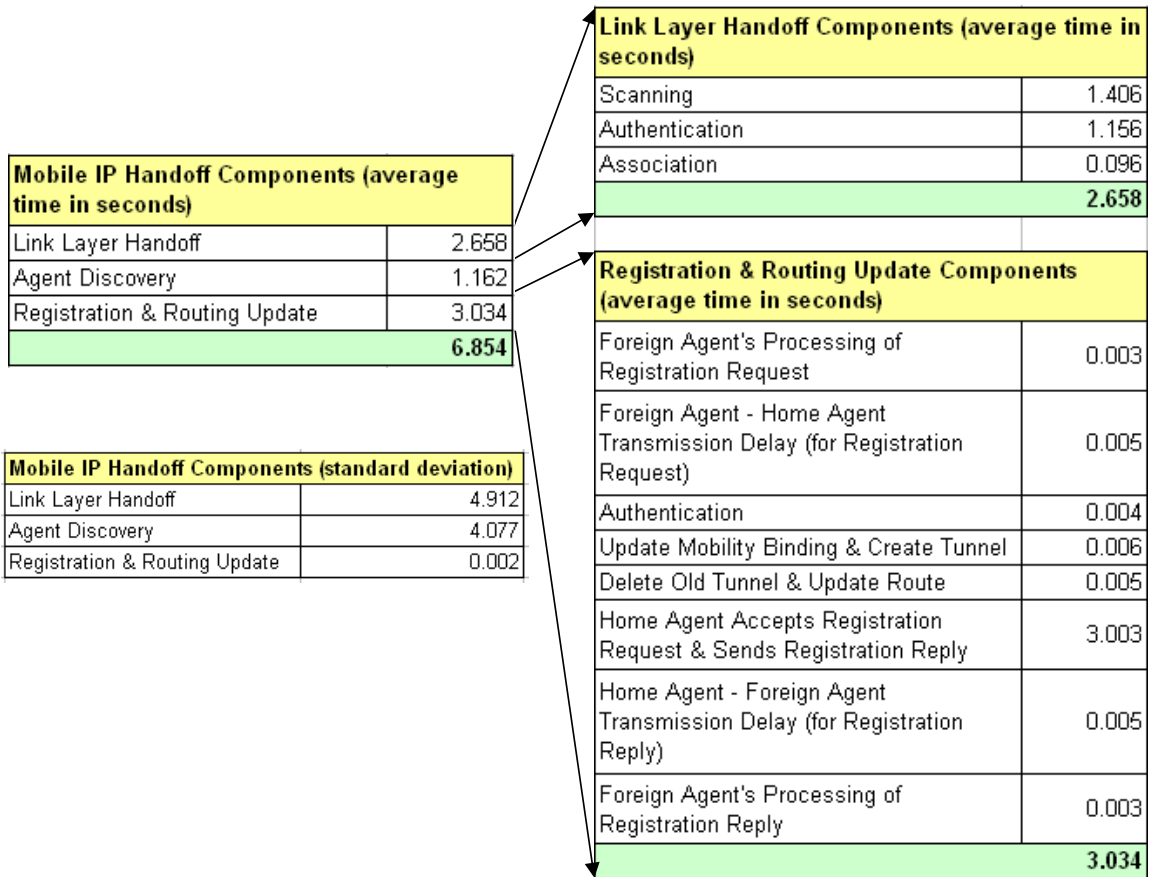 Mobile IP Handoff Components (average
time in seconds)
Link Layer Handoff 2.658
Agent Discovery 1.162
Registration & Routing Update 3.034
6.854
Mobile IP Handoff Components (standard deviation)
Link Layer Handoff 4.912
Agent Discovery 4.077
Registration & Routing Update 0.002
Link Layer Handoff Components (average time in
seconds)
Scanning 1.406
Authentication 1.156
Association 0.096
2.658
Registration & Routing Update Components
(average time in seconds)
Foreign Agent's Processing of
Registration Request 0.003
Foreign Agent - Home Agent
Transmission Delay (for Registration
Request) 0.005
Authentication 0.004
Update Mobility Binding & Create Tunnel 0.006
Delete Old Tunnel & Update Route 0.005
Home Agent Accepts Registration
Request & Sends Registration Reply 3.003
Home Agent - Foreign Agent
Transmission Delay (for Registration
Reply) 0.005
Foreign Agent's Processing of
Registration Reply 0.003
3.034